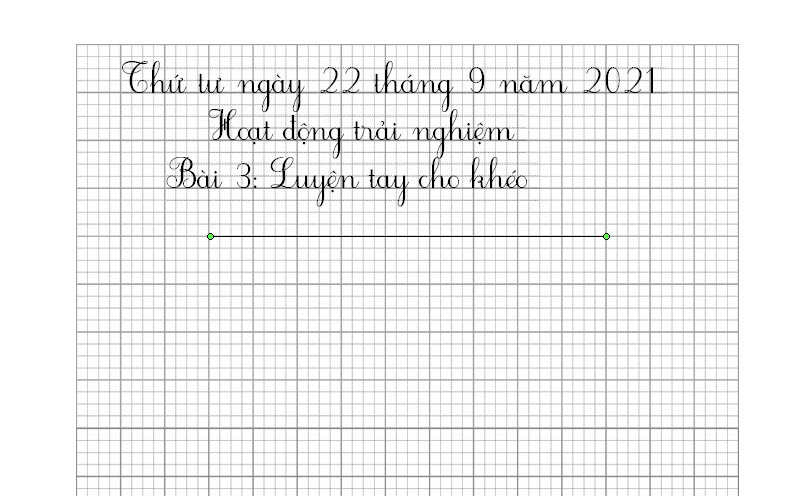 Thứ tư ngày 22 tháng 9 năm 2021
Hoạt động trải nghiệm
Bài 3: Luyện tay cho khéo